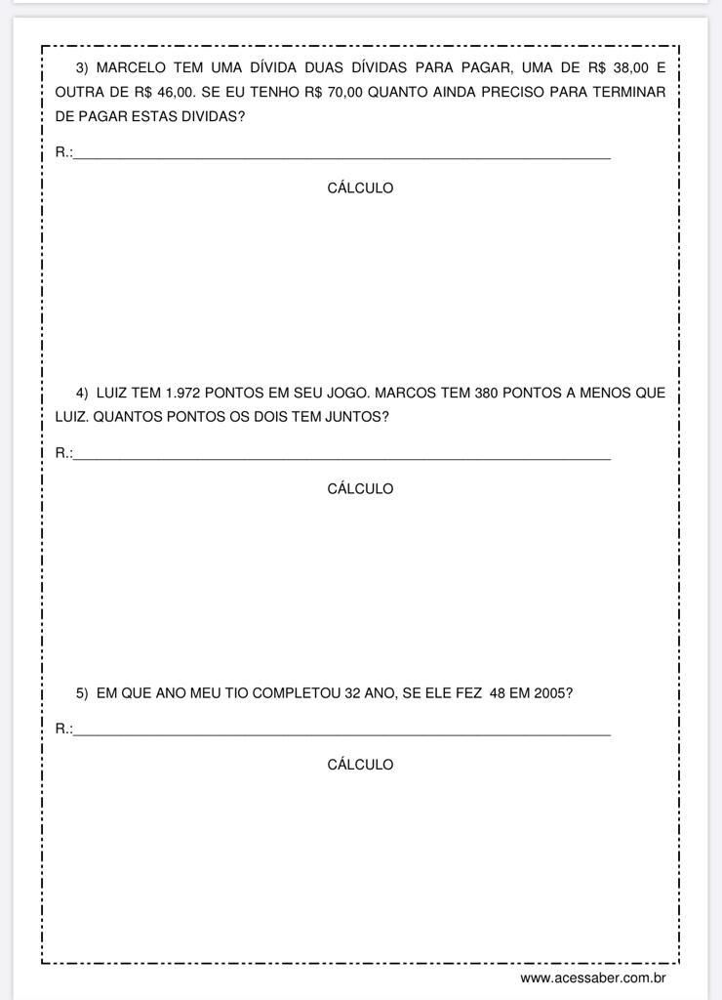 3) MARCELO TEM UMA DÍVIDA DUAS DÍVIDAS PARA PAGAR, UMA DE R$ 38,00 E
OUTRA DE R$ 46,00. SE EU TENHO R$ 70,00 QUANTO AINDA PRECISO PARA TERMINAR
DE PAGAR ESTAS DIVIDAS?
R.:____________________________________________________________________
CÁLCULO
4) LUIZ TEM 1.972 PONTOS EM SEU JOGO. MARCOS TEM 380 PONTOS A MENOS QUE
LUIZ. QUANTOS PONTOS OS DOIS TEM JUNTOS?
R.:____________________________________________________________________
CÁLCULO
5) EM QUE ANO MEU TIO COMPLETOU 32 ANO, SE ELE FEZ 48 EM 2005?
R.:____________________________________________________________________
CÁLCULO
www.acessaber.com.br